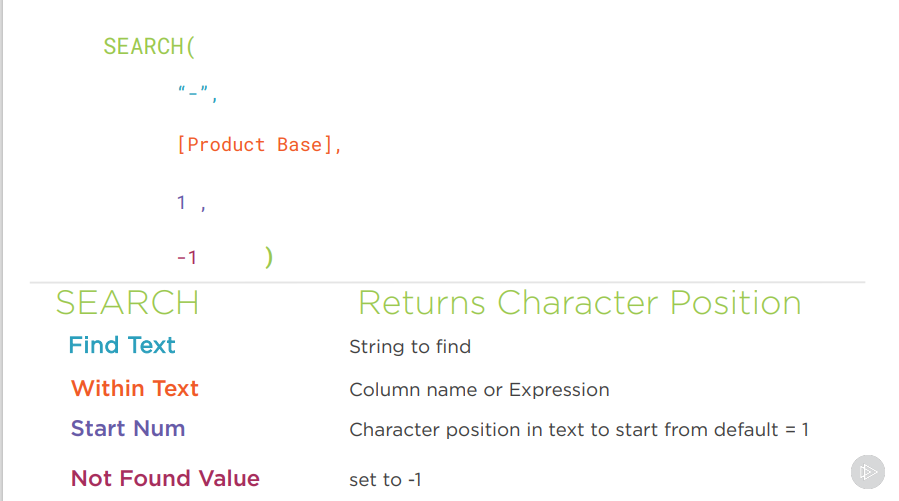 SEARCH(
“-”,
[Product Base],
1 ,
-1 )
SEARCH Returns Character Position
Find Text String to find
Within Text Column name or Expression
Start Num Character position in text to start from default = 1
Not Found Value set to -1